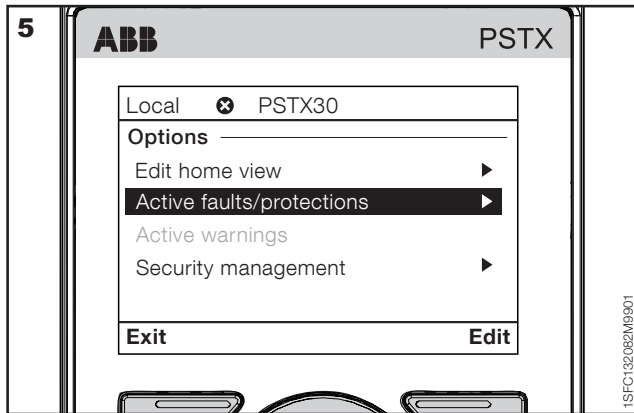 5
ABB PSTX
Local PSTX30
Options
Edit home view
Active faults/protections
Active warnings
Security management
Exit Edit
1SFC132082M9901